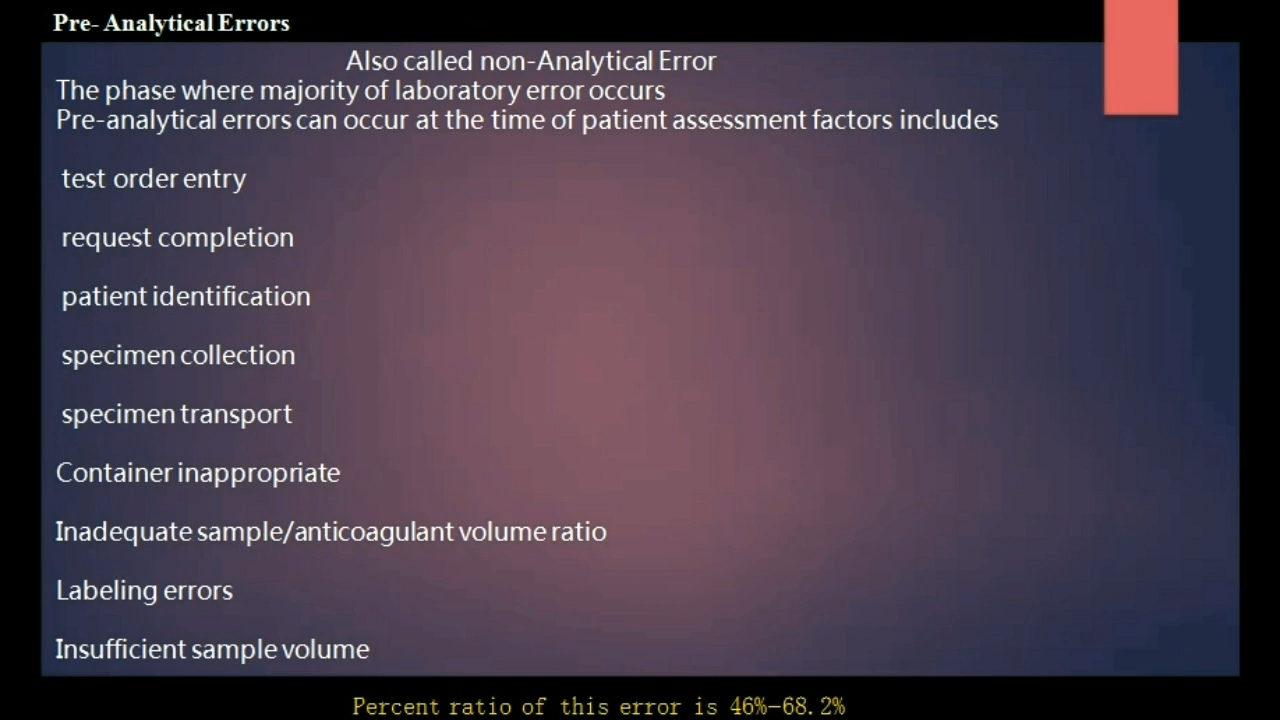 Pre- Analytical Errors
Also called non-Analytical Error
The phase where majority of laboratory error occurs
Pre-analytical errors can occur at the time of patient assessment factors includes
test order entry
request completion
patient identification
specimen collection
specimen transport
Container inappropriate
Inadequate sample/anticoagulant volume ratio
Labeling errors
Insufficient sample volume
Percent ratio of this error is 46%-68.2%